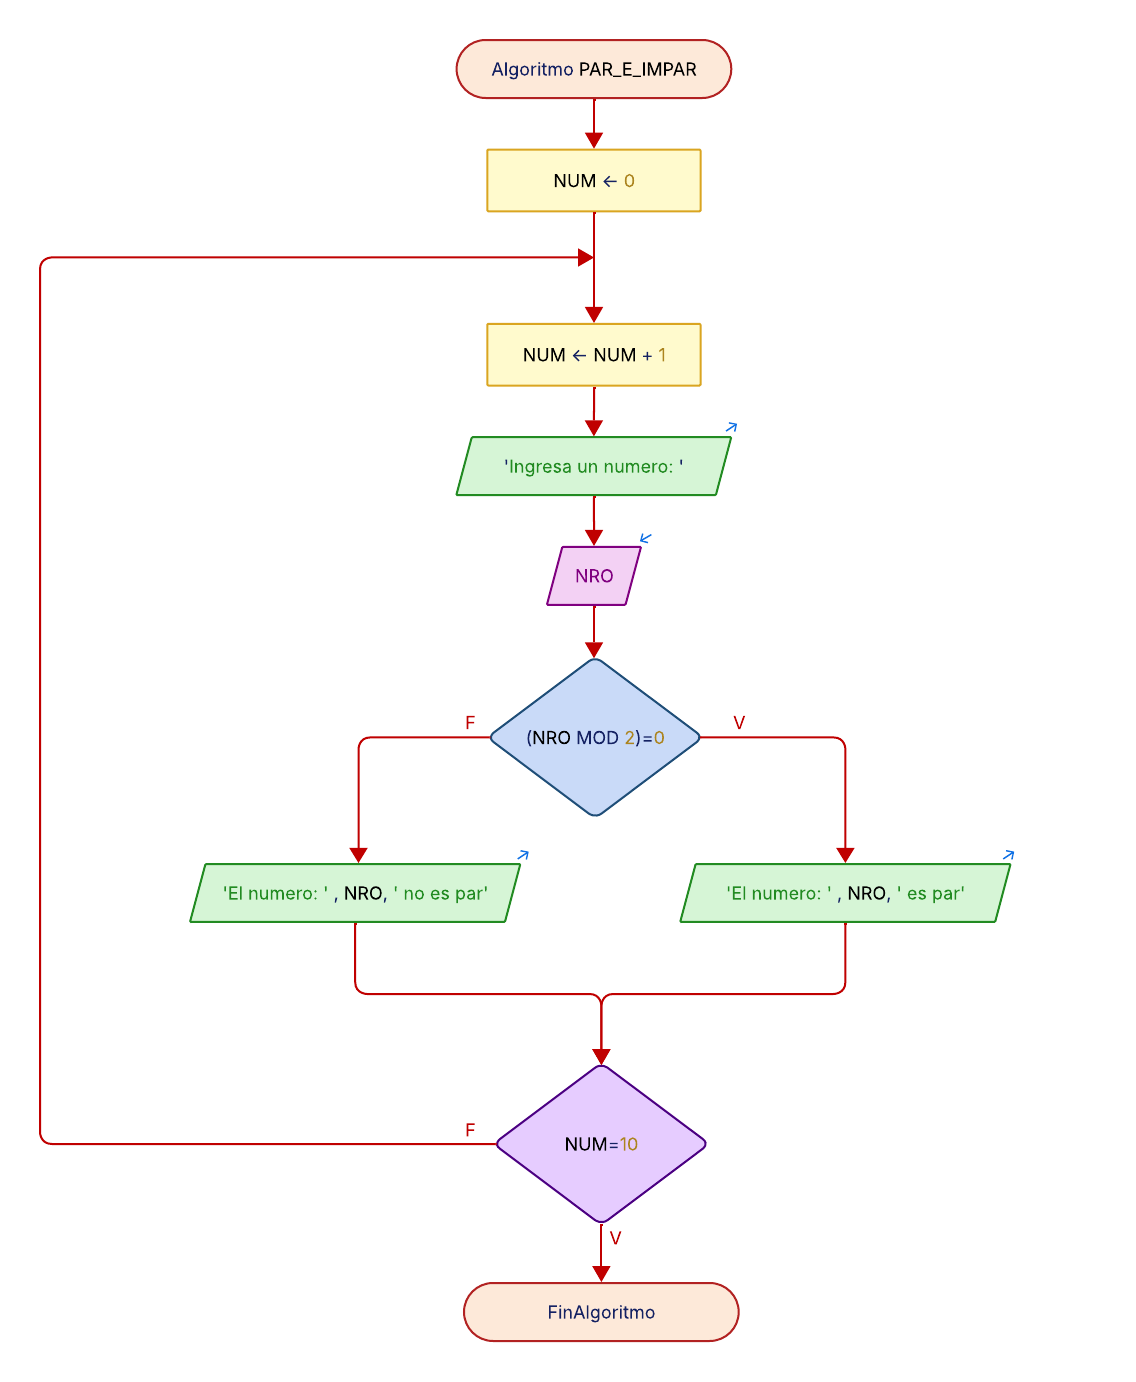 Algoritmo PAR_E_IMPAR
NUM ← 0
NUM ← NUM + 1
'Ingresa un numero: '
NRO
(NRO MOD 2)=0
F
V
'El numero: ' , NRO, ' no es par'
'El numero: ' , NRO, ' es par'
NUM=10
F
V
FinAlgoritmo